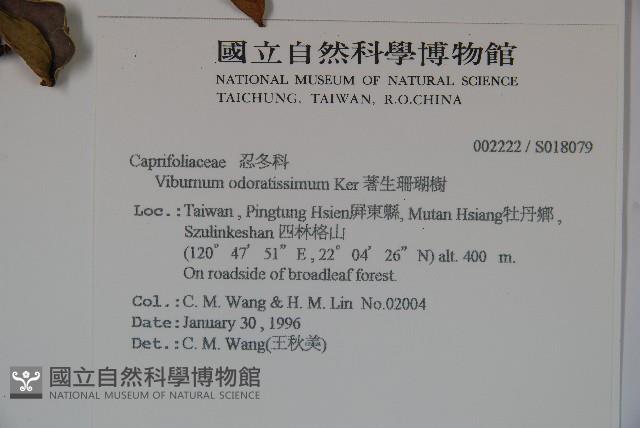 國立自然科學博物館
NATIONAL MUSEUM OF NATURAL SCIENCE
TAICHUNG, TAIWAN, R.O.CHINA
002222 / S018079
Caprifoliaceae 忍冬科
Viburnum odoratissimum Ker 著生珊瑚樹
Loc.:Taiwan , Pingtung Hsien屏東縣, Mutan Hsiang牡丹鄉 ,
Szulinkeshan 四林格山
(120° 47' 51" E , 22° 04' 26" N) alt. 400 m.
On roadside of broadleaf forest.
Col.:C. M. Wang & H. M. Lin No.02004
Date:January 30 , 1996
Det.:C. M. Wang(王秋美)
國立自然科學博物館
NATIONAL MUSEUM OF NATURAL SCIENCE